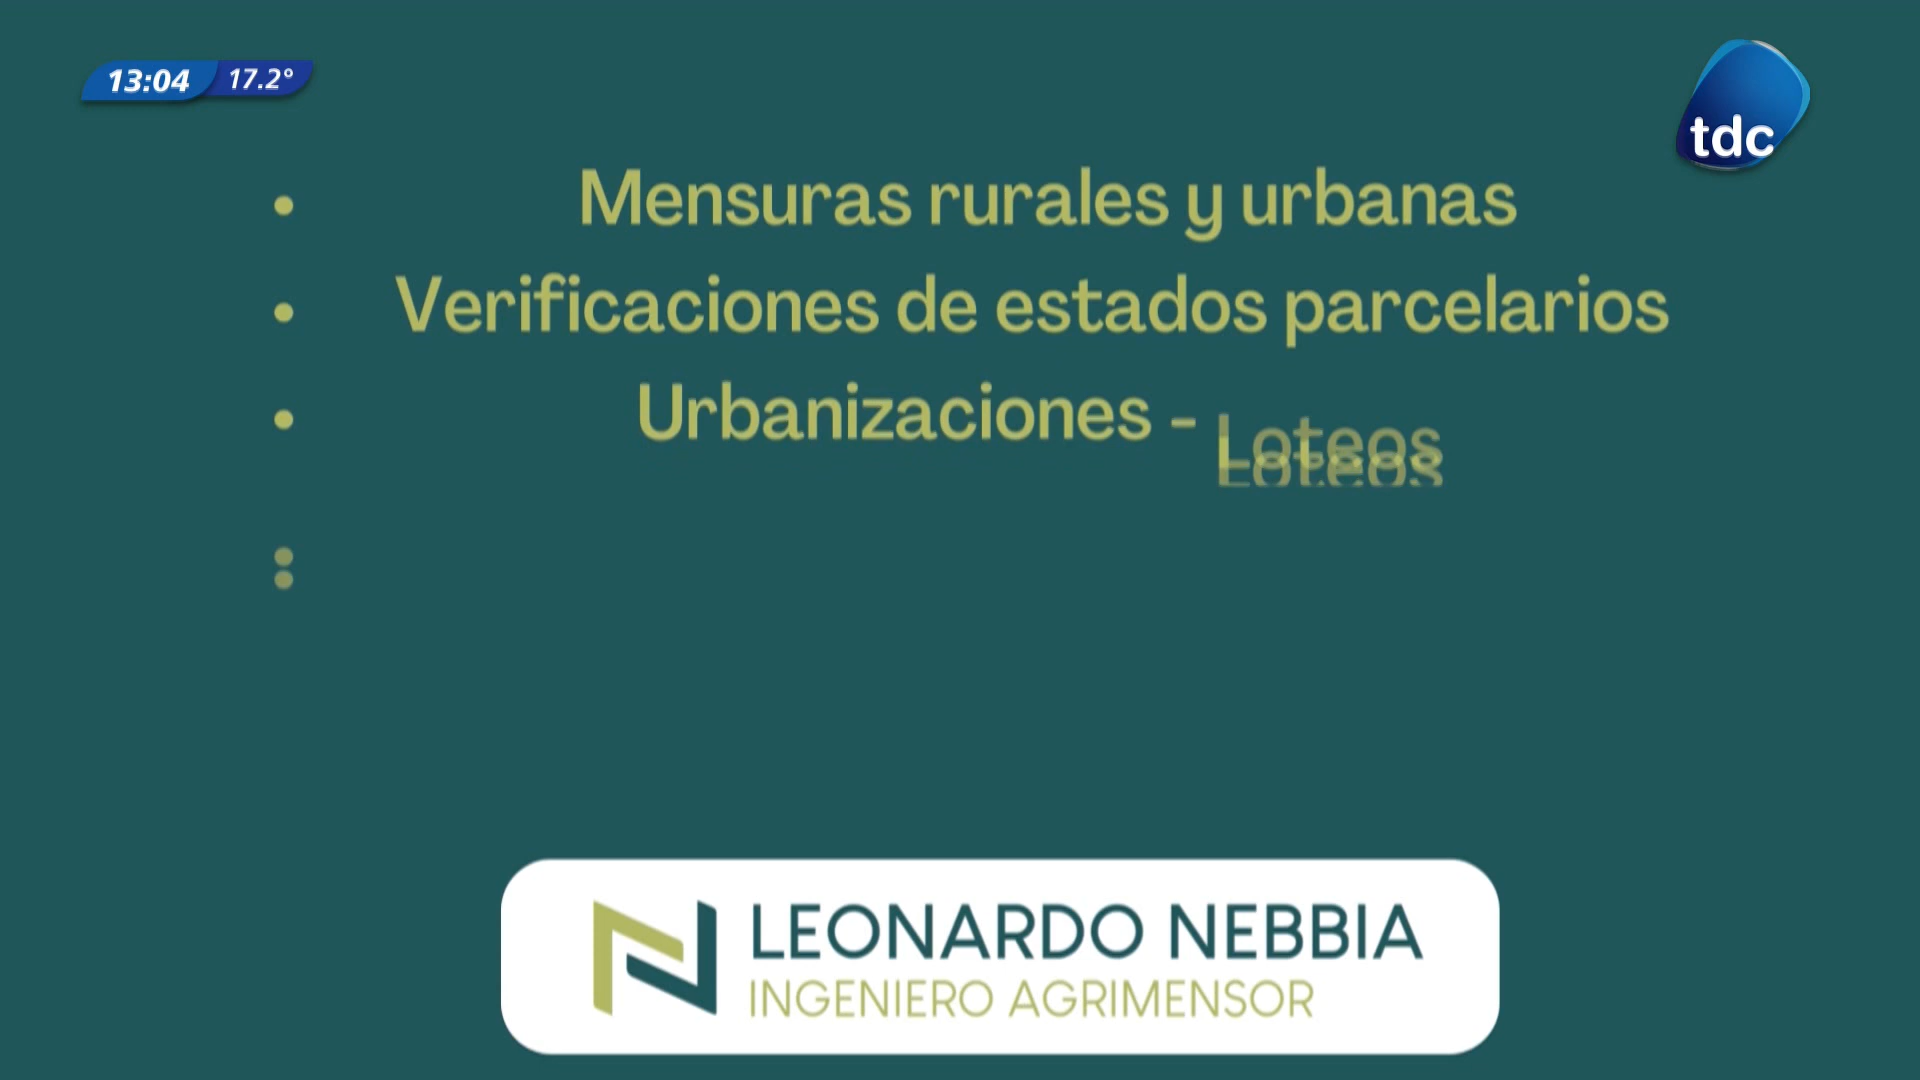 13:04 17.2°
tdc
• Mensuras rurales y urbanas
• Verificaciones de estados parcelarios
• Urbanizaciones - Loteos
LEONARDO NEBBIA
INGENIERO AGRIMENSOR